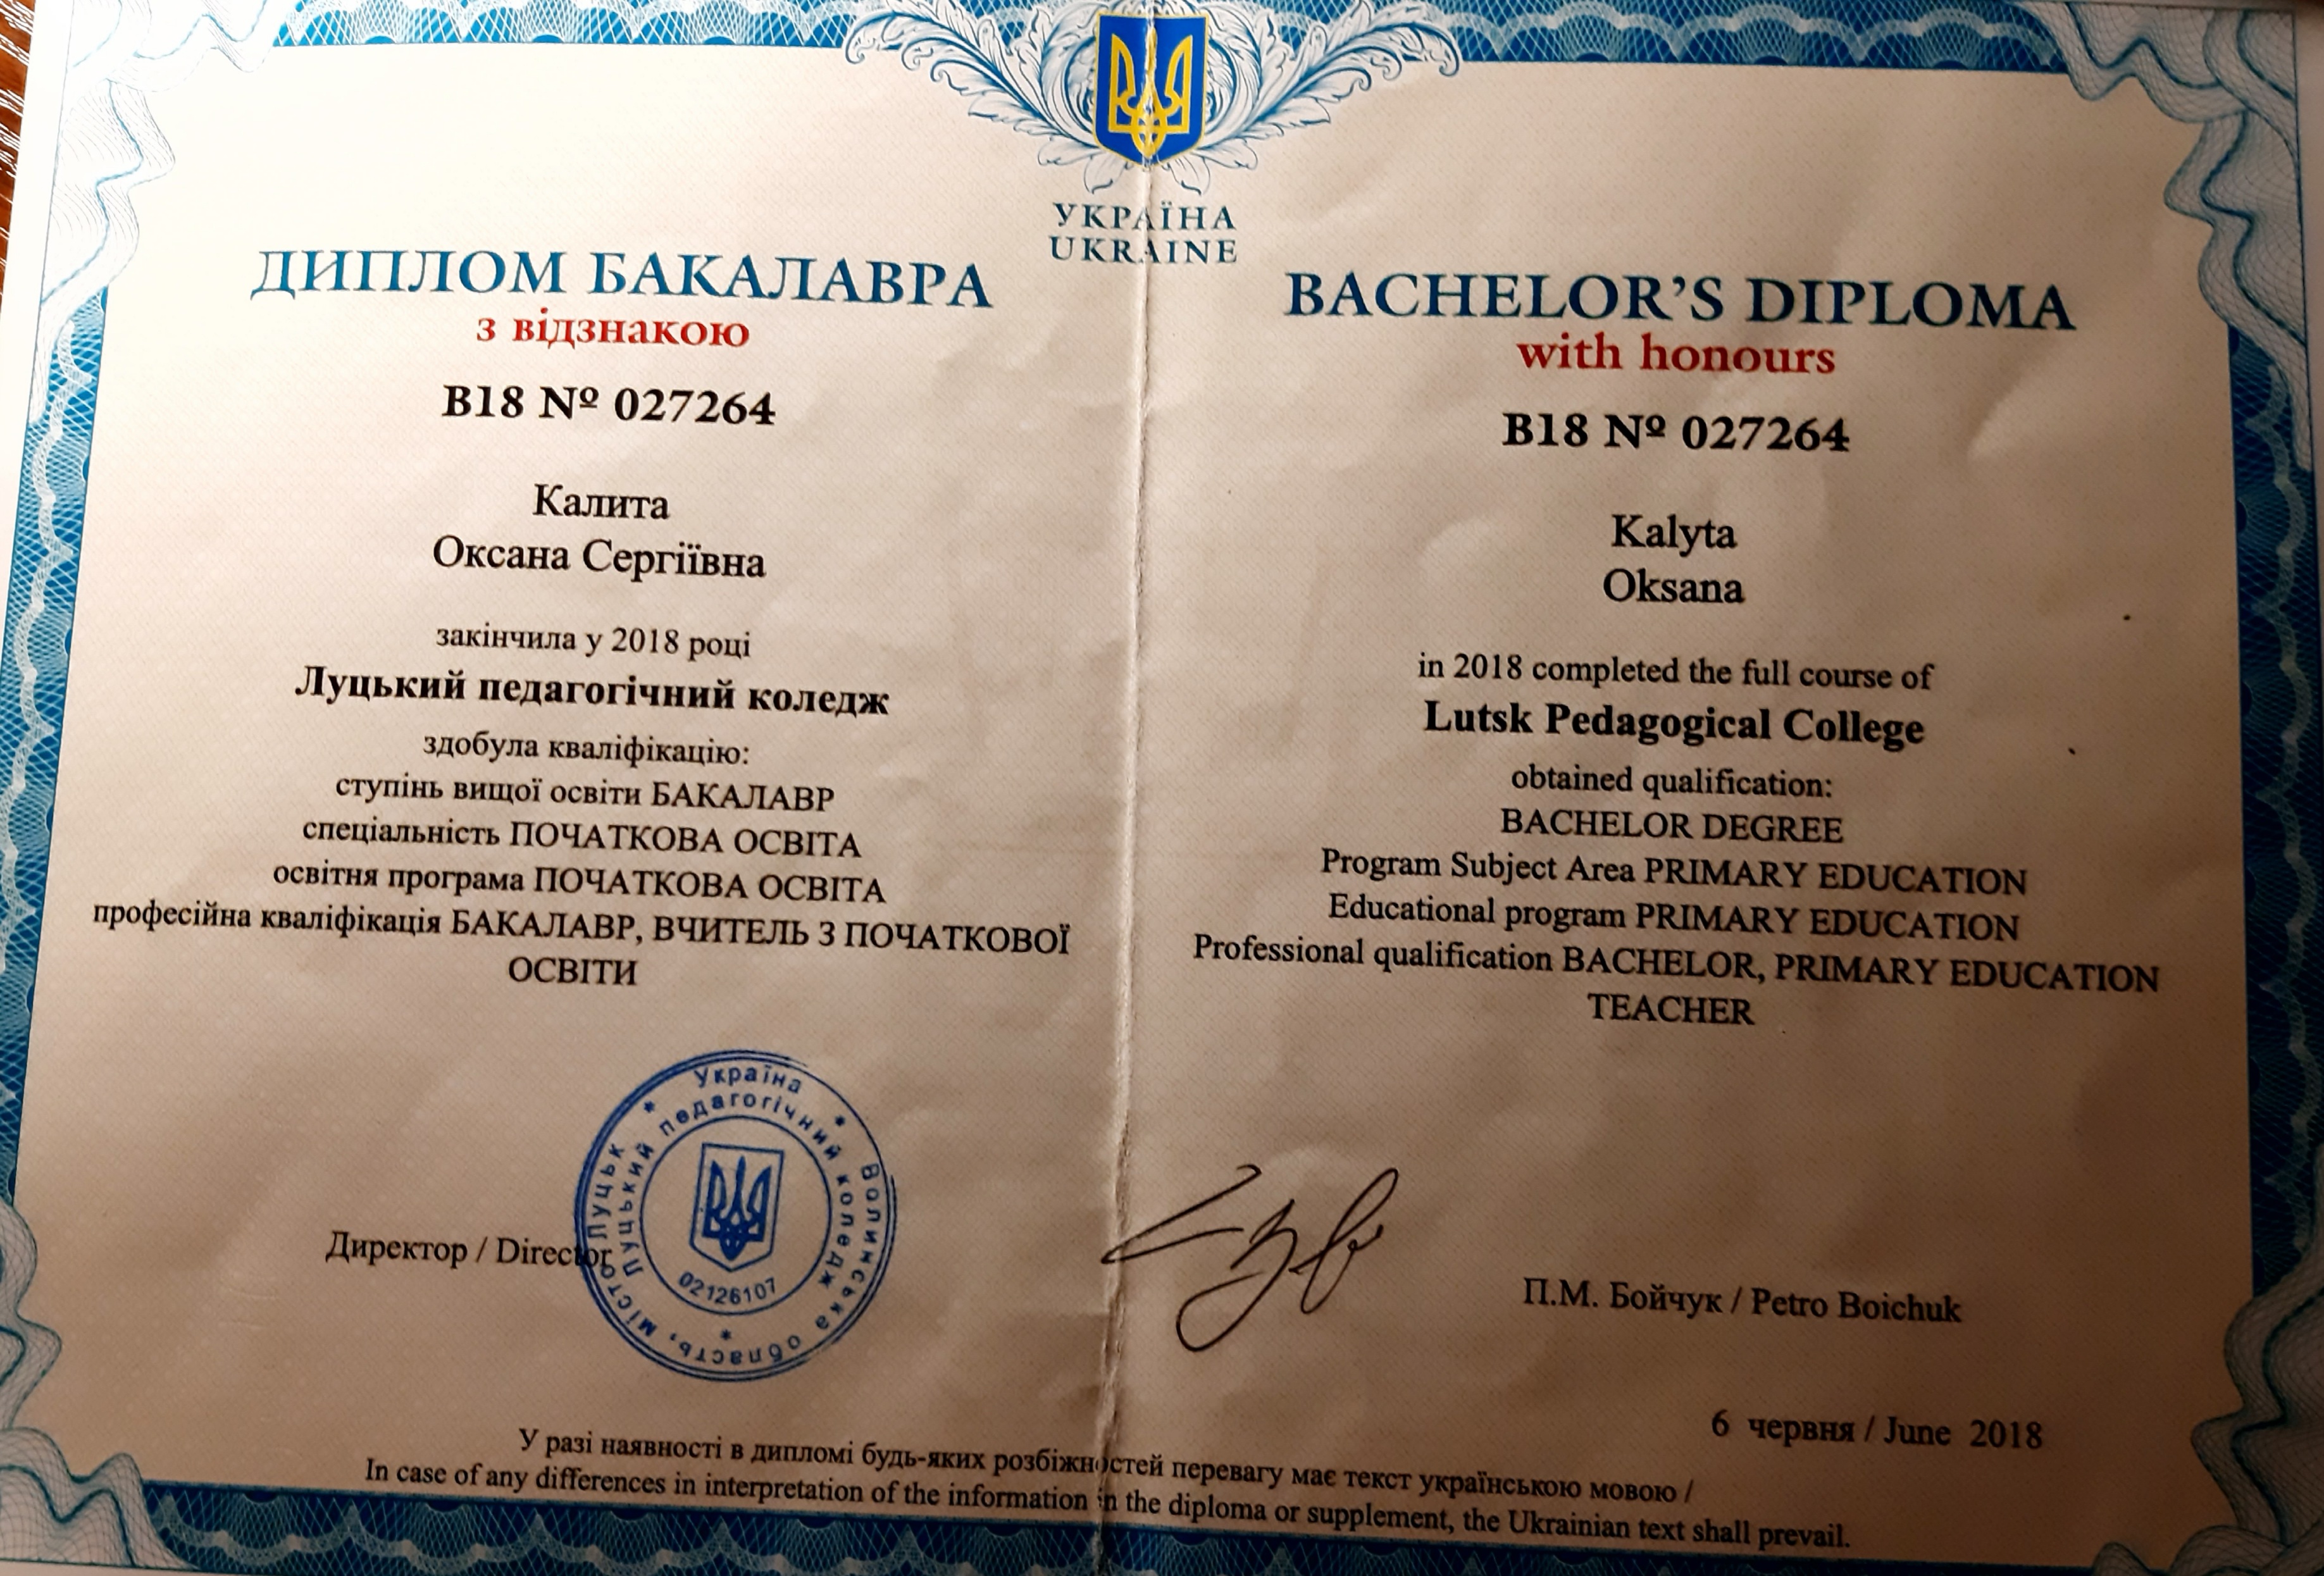 УКРАЇНА
UKRAINE
ДИПЛОМ БАКАЛАВРА
з відзнакою
B18 № 027264
Калита
Оксана Сергіївна
закінчила у 2018 році
Луцький педагогічний коледж
здобула кваліфікацію:
ступінь вищої освіти БАКАЛАВР
спеціальність ПОЧАТКОВА ОСВІТА
освітня програма ПОЧАТКОВА ОСВІТА
професійна кваліфікація БАКАЛАВР, ВЧИТЕЛЬ З ПОЧАТКОВОЇ
ОСВІТИ
BACHELOR'S DIPLOMA
with honours
B18 № 027264
Kalyta
Oksana
in 2018 completed the full course of
Lutsk Pedagogical College
obtained qualification:
BACHELOR DEGREE
Program Subject Area PRIMARY EDUCATION
Educational program PRIMARY EDUCATION
Professional qualification BACHELOR, PRIMARY EDUCATION
TEACHER
Директор / Director
Україна * Волинська область, місто Луцьк *
Луцький педагогічний коледж
02126107
*
П.М. Бойчук / Petro Boichuk
6 червня / June 2018
У разі наявності в дипломі будь-яких розбіжностей перевагу має текст українською мовою /
In case of any differences in interpretation of the information in the diploma or supplement, the Ukrainian text shall prevail.